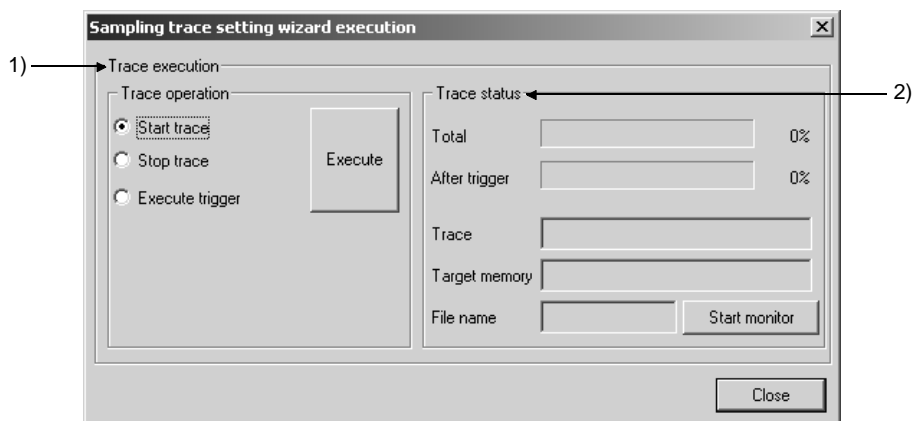 Sampling trace setting wizard execution
1)
Trace execution
Trace operation
Start trace
Stop trace
Execute trigger
Execute
Trace status
2)
Total
0%
After trigger
0%
Trace
Target memory
File name
Start monitor
Close